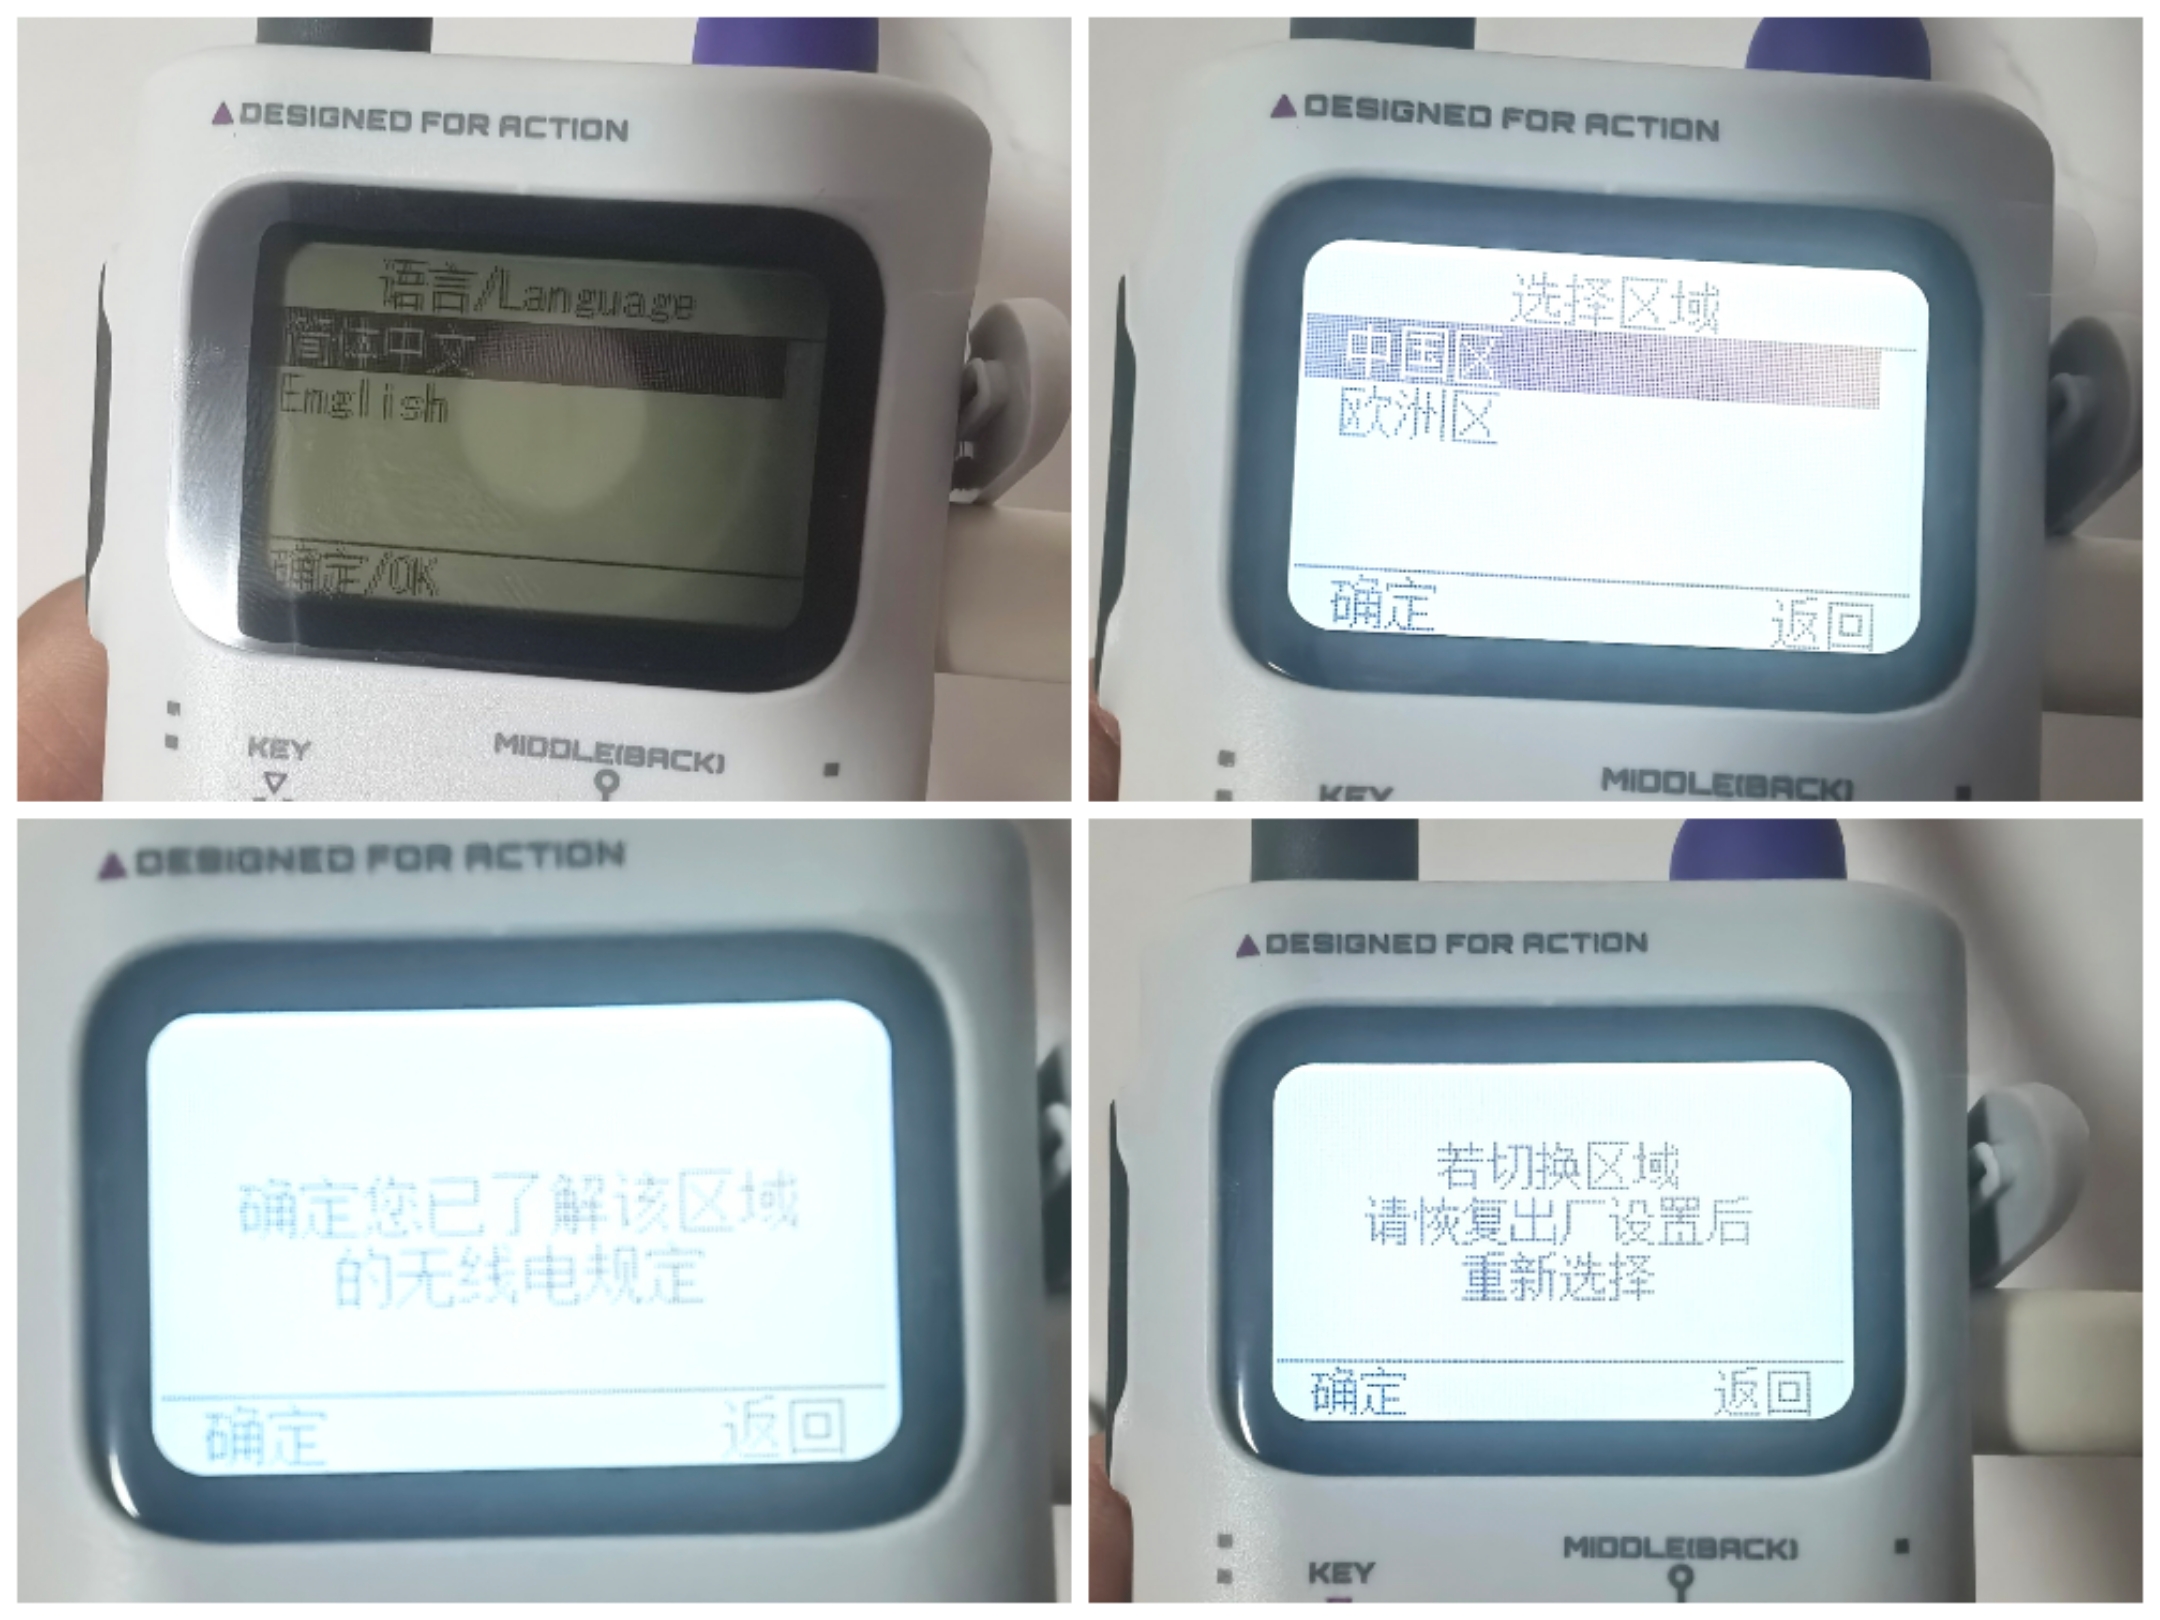 ▲DESIGNED FOR ACTION
语言/Language
简体中文
English
确定/OK
KEY
MIDDLE(BACK)
▲DESIGNED FOR ACTION
选择区域
中国区
欧洲区
确定 返回
KEY MIDDLE(BACK)
▲DESIGNED FOR ACTION
确定您已了解该区域
的无线电规定
确定 返回
▲DESIGNED FOR ACTION
若切换区域
请恢复出厂设置后
重新选择
确定 返回
KEY MIDDLE(BACK)